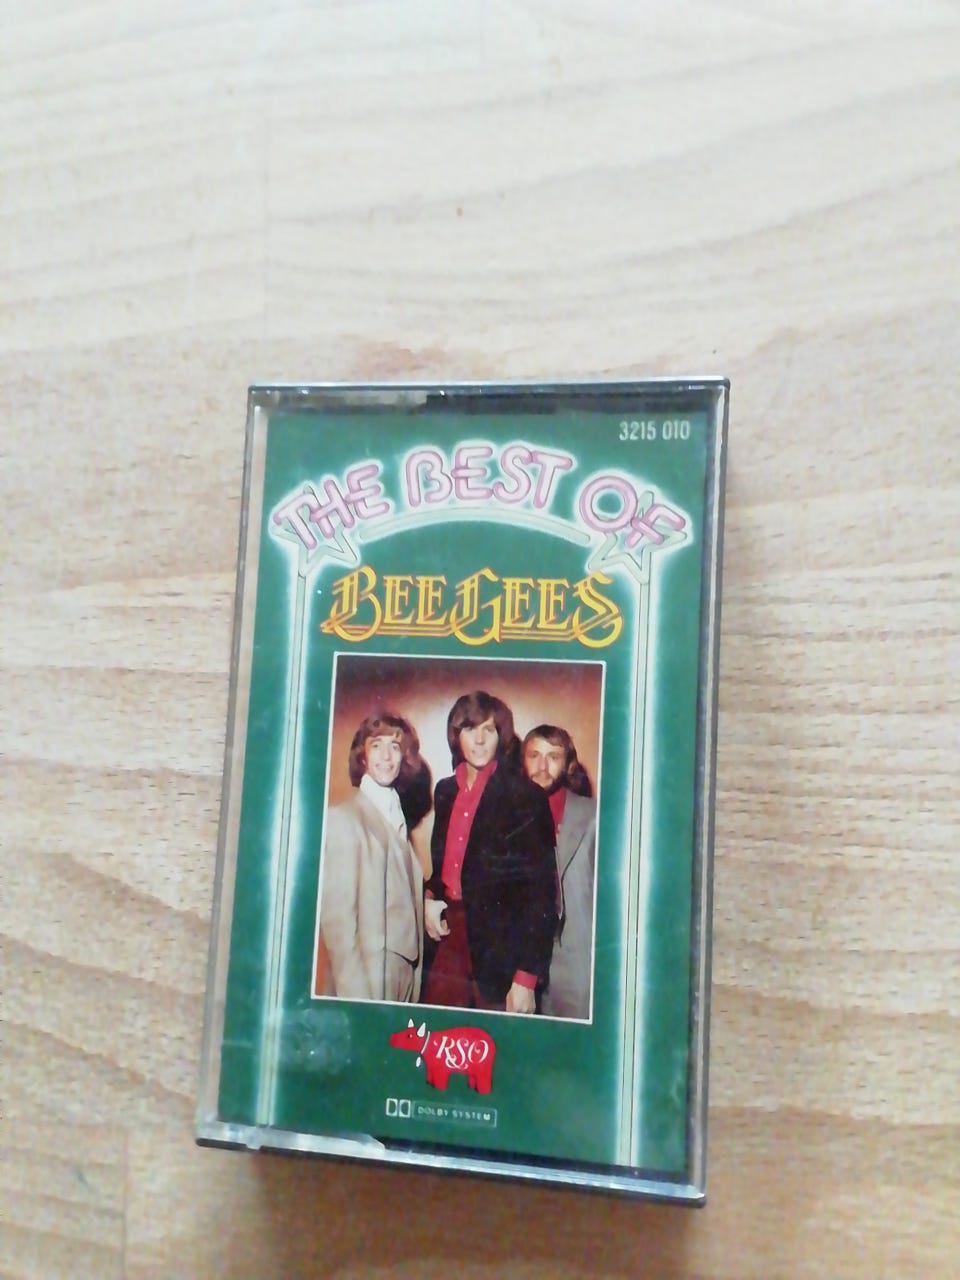 3215 010
THE BEST OF
BEE GEES
RSO
DOLBY SYSTEM